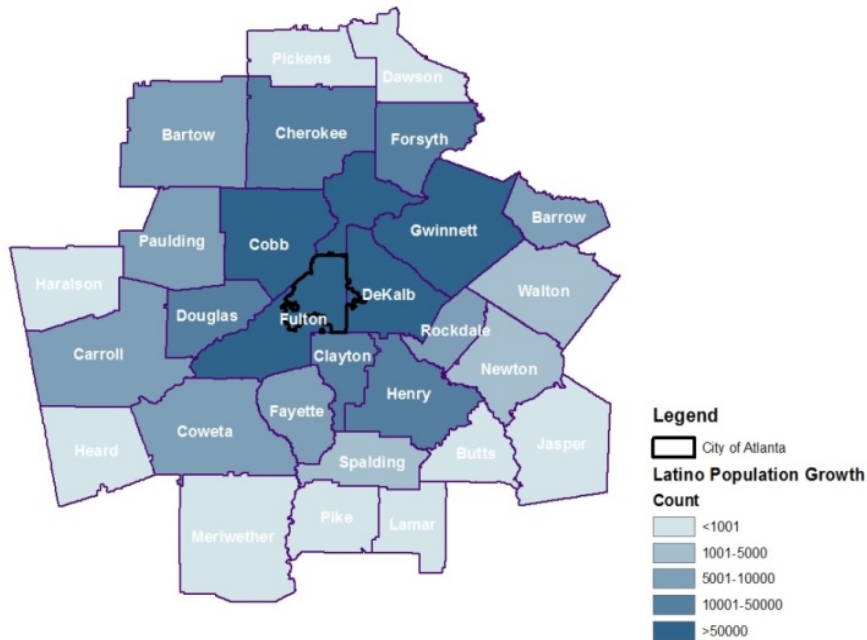 Pickens
Dawson
Bartow
Cherokee
Forsyth
Barrow
Gwinnett
Paulding
Cobb
Haralson
Walton
DeKalb
Douglas
Fulton
Rockdale
Carroll
Clayton
Newton
Henry
Fayette
Coweta
Heard
Jasper
Butts
Spalding
Pike
Lamar
Meriwether
Legend
City of Atlanta
Latino Population Growth
Count
<1001
1001-5000
5001-10000
10001-50000
>50000